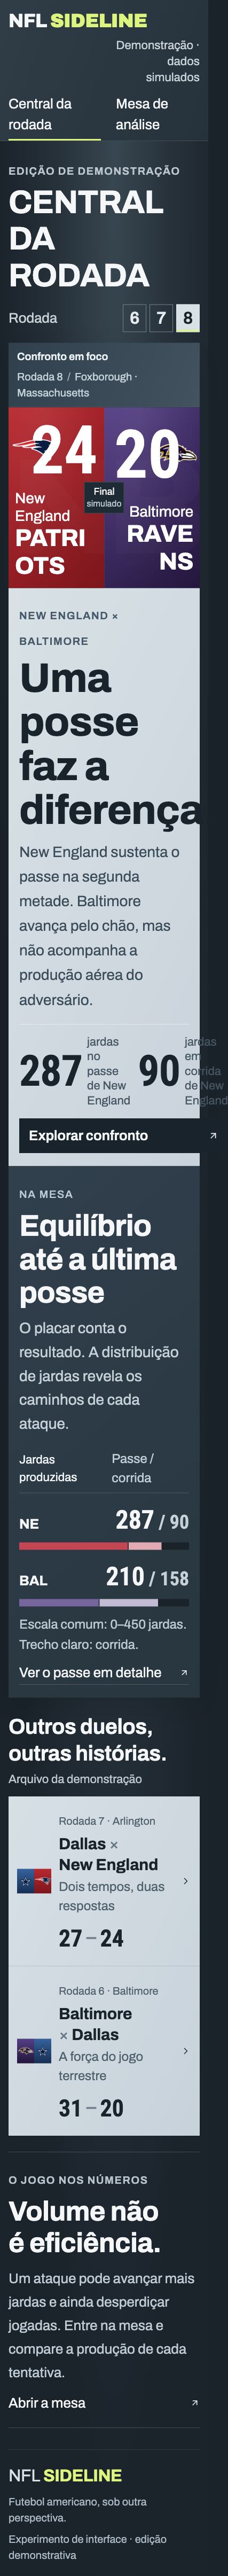 NFL SIDELINE
Demonstração ·
dados
simulados
Central da
rodada
Mesa de
análise
EDIÇÃO DE DEMONSTRAÇÃO
CENTRAL
DA
RODADA
Rodada
6 7 8
Confronto em foco
Rodada 8 / Foxborough ·
Massachusetts
24
20
Final
simulado
New
England
PATRI
OTS
Baltimore
RAVE
NS
NEW ENGLAND ×
BALTIMORE
Uma
posse
faz a
diferença
New England sustenta o
passe na segunda
metade. Baltimore
avança pelo chão, mas
não acompanha a
produção aérea do
adversário.
287
jardas
no
passe
de New
England
90
jardas
em
corrida
de New
England
Explorar confronto
NA MESA
Equilíbrio
até a última
posse
O placar conta o
resultado. A distribuição
de jardas revela os
caminhos de cada
ataque.
Jardas
produzidas
Passe /
corrida
NE 287 / 90
BAL 210 / 158
Escala comum: 0–450 jardas.
Trecho claro: corrida.
Ver o passe em detalhe
Outros duelos,
outras histórias.
Arquivo da demonstração
Rodada 7 · Arlington
Dallas ×
New England
Dois tempos, duas
respostas
27 – 24
Rodada 6 · Baltimore
Baltimore
× Dallas
A força do jogo
terrestre
31 – 20
O JOGO NOS NÚMEROS
Volume não
é eficiência.
Um ataque pode avançar mais
jardas e ainda desperdiçar
jogadas. Entre na mesa e
compare a produção de cada
tentativa.
Abrir a mesa
NFL SIDELINE
Futebol americano, sob outra
perspectiva.
Experimento de interface · edição
demonstrativa